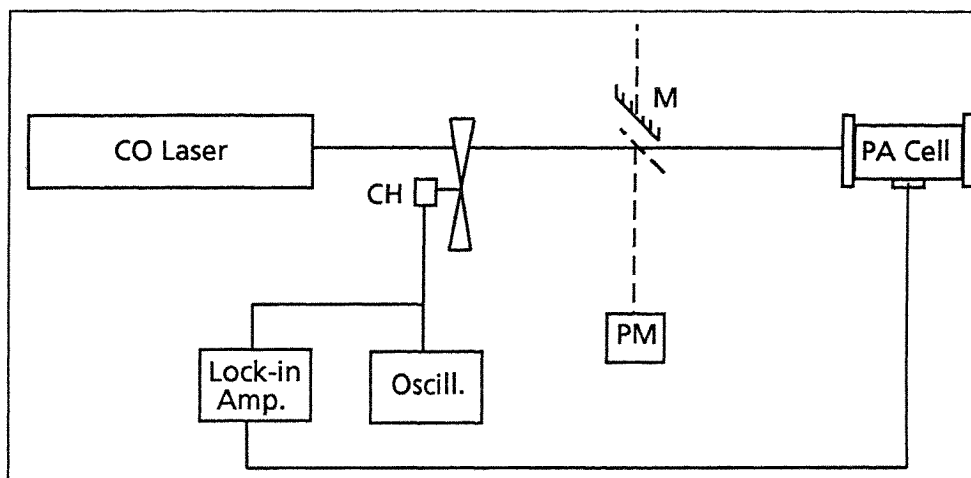 M
CO Laser
PA Cell
CH
PM
Lock-in
Amp.
Oscill.